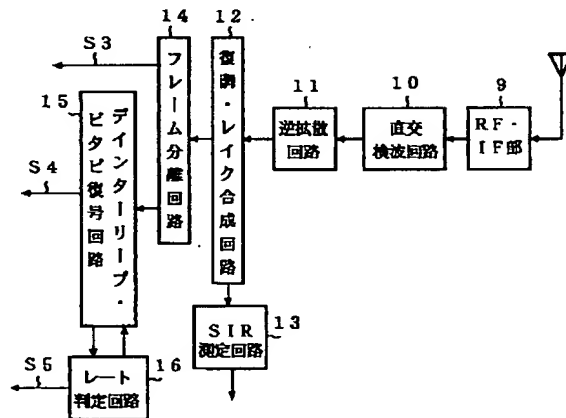 S3
14
12
15
11
10
9
フレーム分離回路
復調・レイク合成回路
逆拡散
回路
直交
検波回路
RF-
IF部
デインターリーブ・
ビタビ復号回路
S4
SIR
測定回路
13
S5
レート
判定回路
16